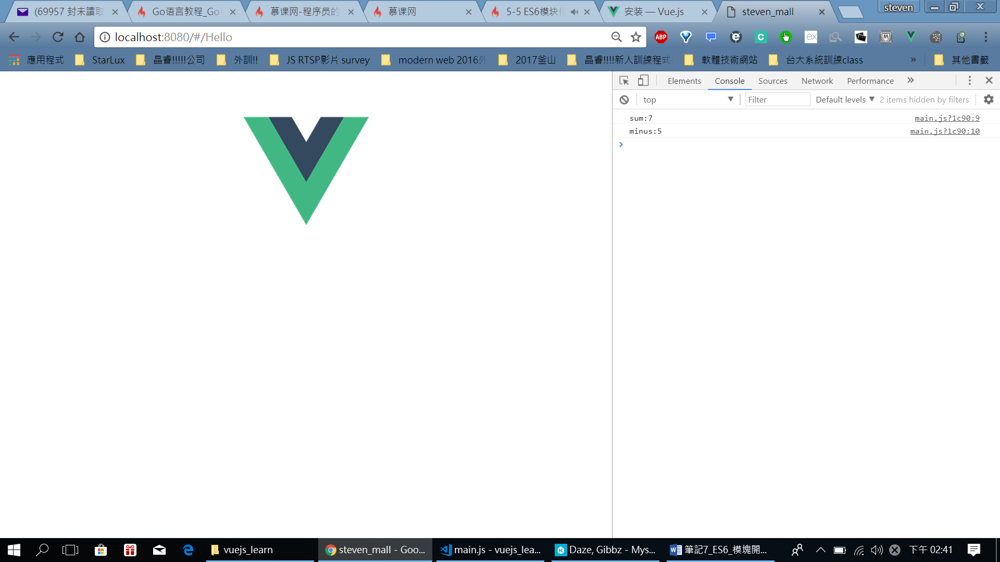 (69957 封未讀取
Go语言教程_Go
慕课网-程序员的
慕课网
5-5 ES6模块化
安装 — Vue.js
steven_mall
steven
localhost:8080/#/Hello
ABP
應用程式
StarLux
晶睿!!!!!公司
外訓!!
JS RTSP影片 survey
modern web 2016外
2017釜山
晶睿!!!!新人訓練程式
軟體技術網站
台大系統訓練class
»
其他書籤
Elements
Console
Sources
Network
Performance
»
top
Filter
Default levels
2 items hidden by filters
sum:7
main.js?1c90:9
minus:5
main.js?1c90:10
vuejs_learn
steven_mall - Goo...
main.js - vuejs_lea...
Daze, Gibbz - Mys...
筆記7_ES6_模塊開...
下午 02:41